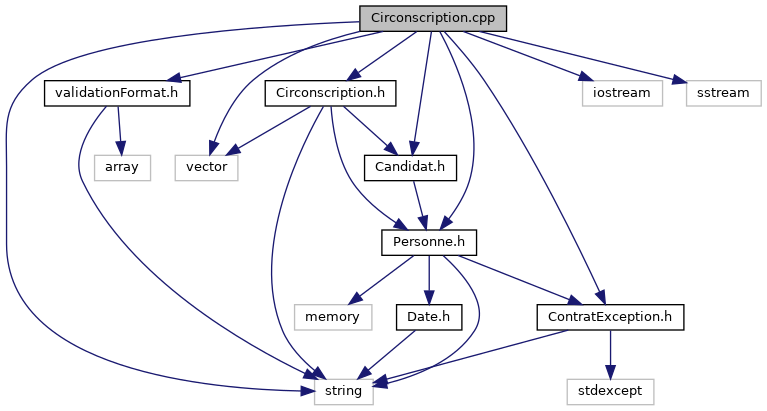 Circonscription.cpp
validationFormat.h
Circonscription.h
iostream
sstream
array
vector
Candidat.h
Personne.h
memory
Date.h
ContratException.h
string
stdexcept